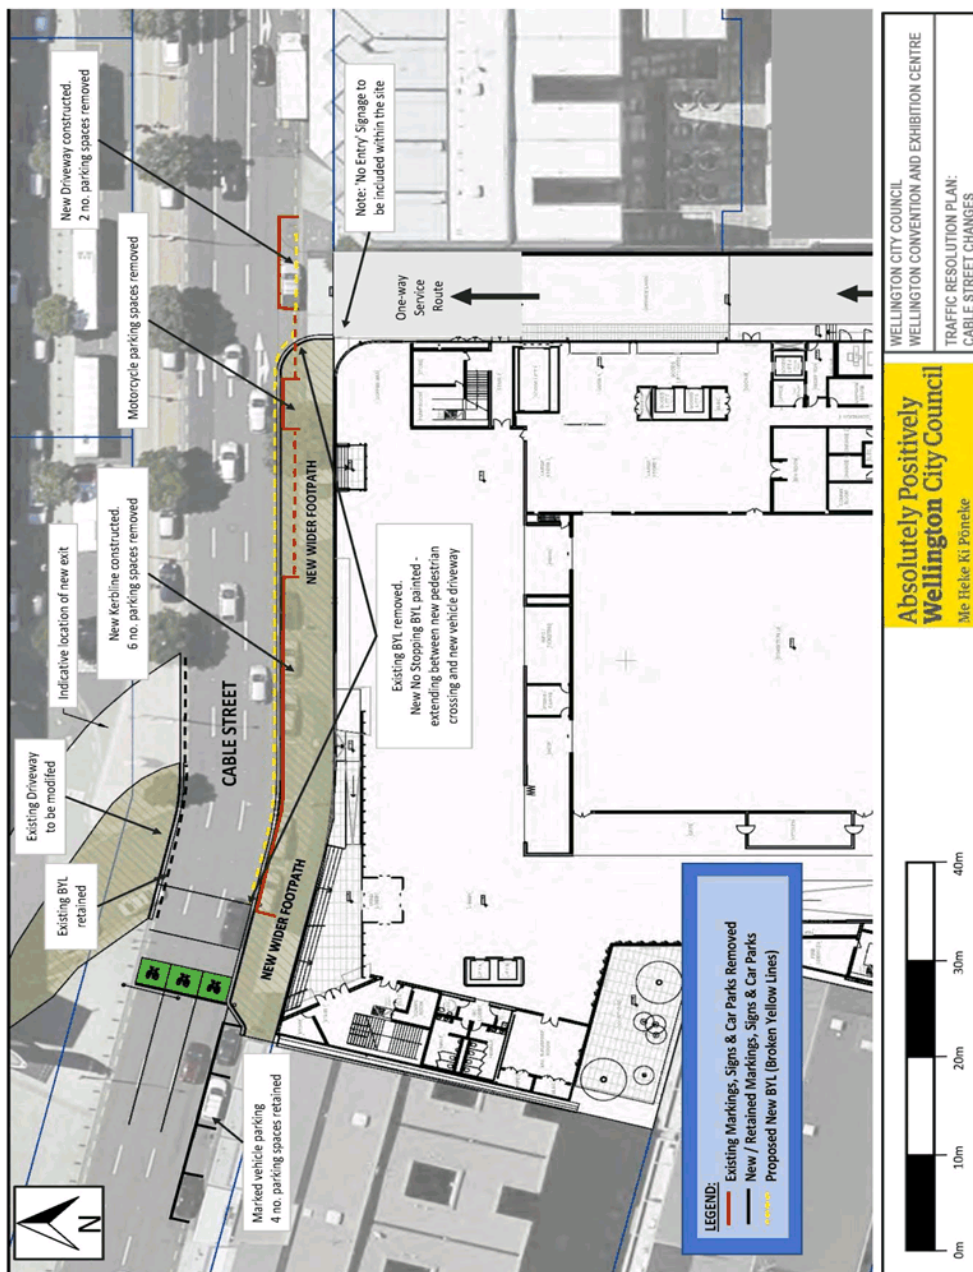 New Driveway constructed.
2 no. parking spaces removed
Motorcycle parking spaces removed
New Kerbline constructed.
6 no. parking spaces removed
Indicative location of new exit
Existing Driveway
to be modifed
Existing BYL
retained
Note: 'No Entry' Signage to
be included within the site
CABLE STREET
NEW WIDER FOOTPATH
NEW WIDER FOOTPATH
One-way
Service
Route
Existing BYL removed.
New No Stopping BYL painted -
extending between new pedestrian
crossing and new vehicle driveway
Marked vehicle parking
4 no. parking spaces retained
N
LEGEND:
Existing Markings, Signs & Car Parks Removed
New / Retained Markings, Signs & Car Parks
Proposed New BYL (Broken Yellow Lines)
0m
10m
20m
30m
40m
Absolutely Positively
Wellington City Council
Me Heke Ki Pōneke
WELLINGTON CITY COUNCIL
WELLINGTON CONVENTION AND EXHIBITION CENTRE
TRAFFIC RESOLUTION PLAN:
CABLE STREET CHANGES